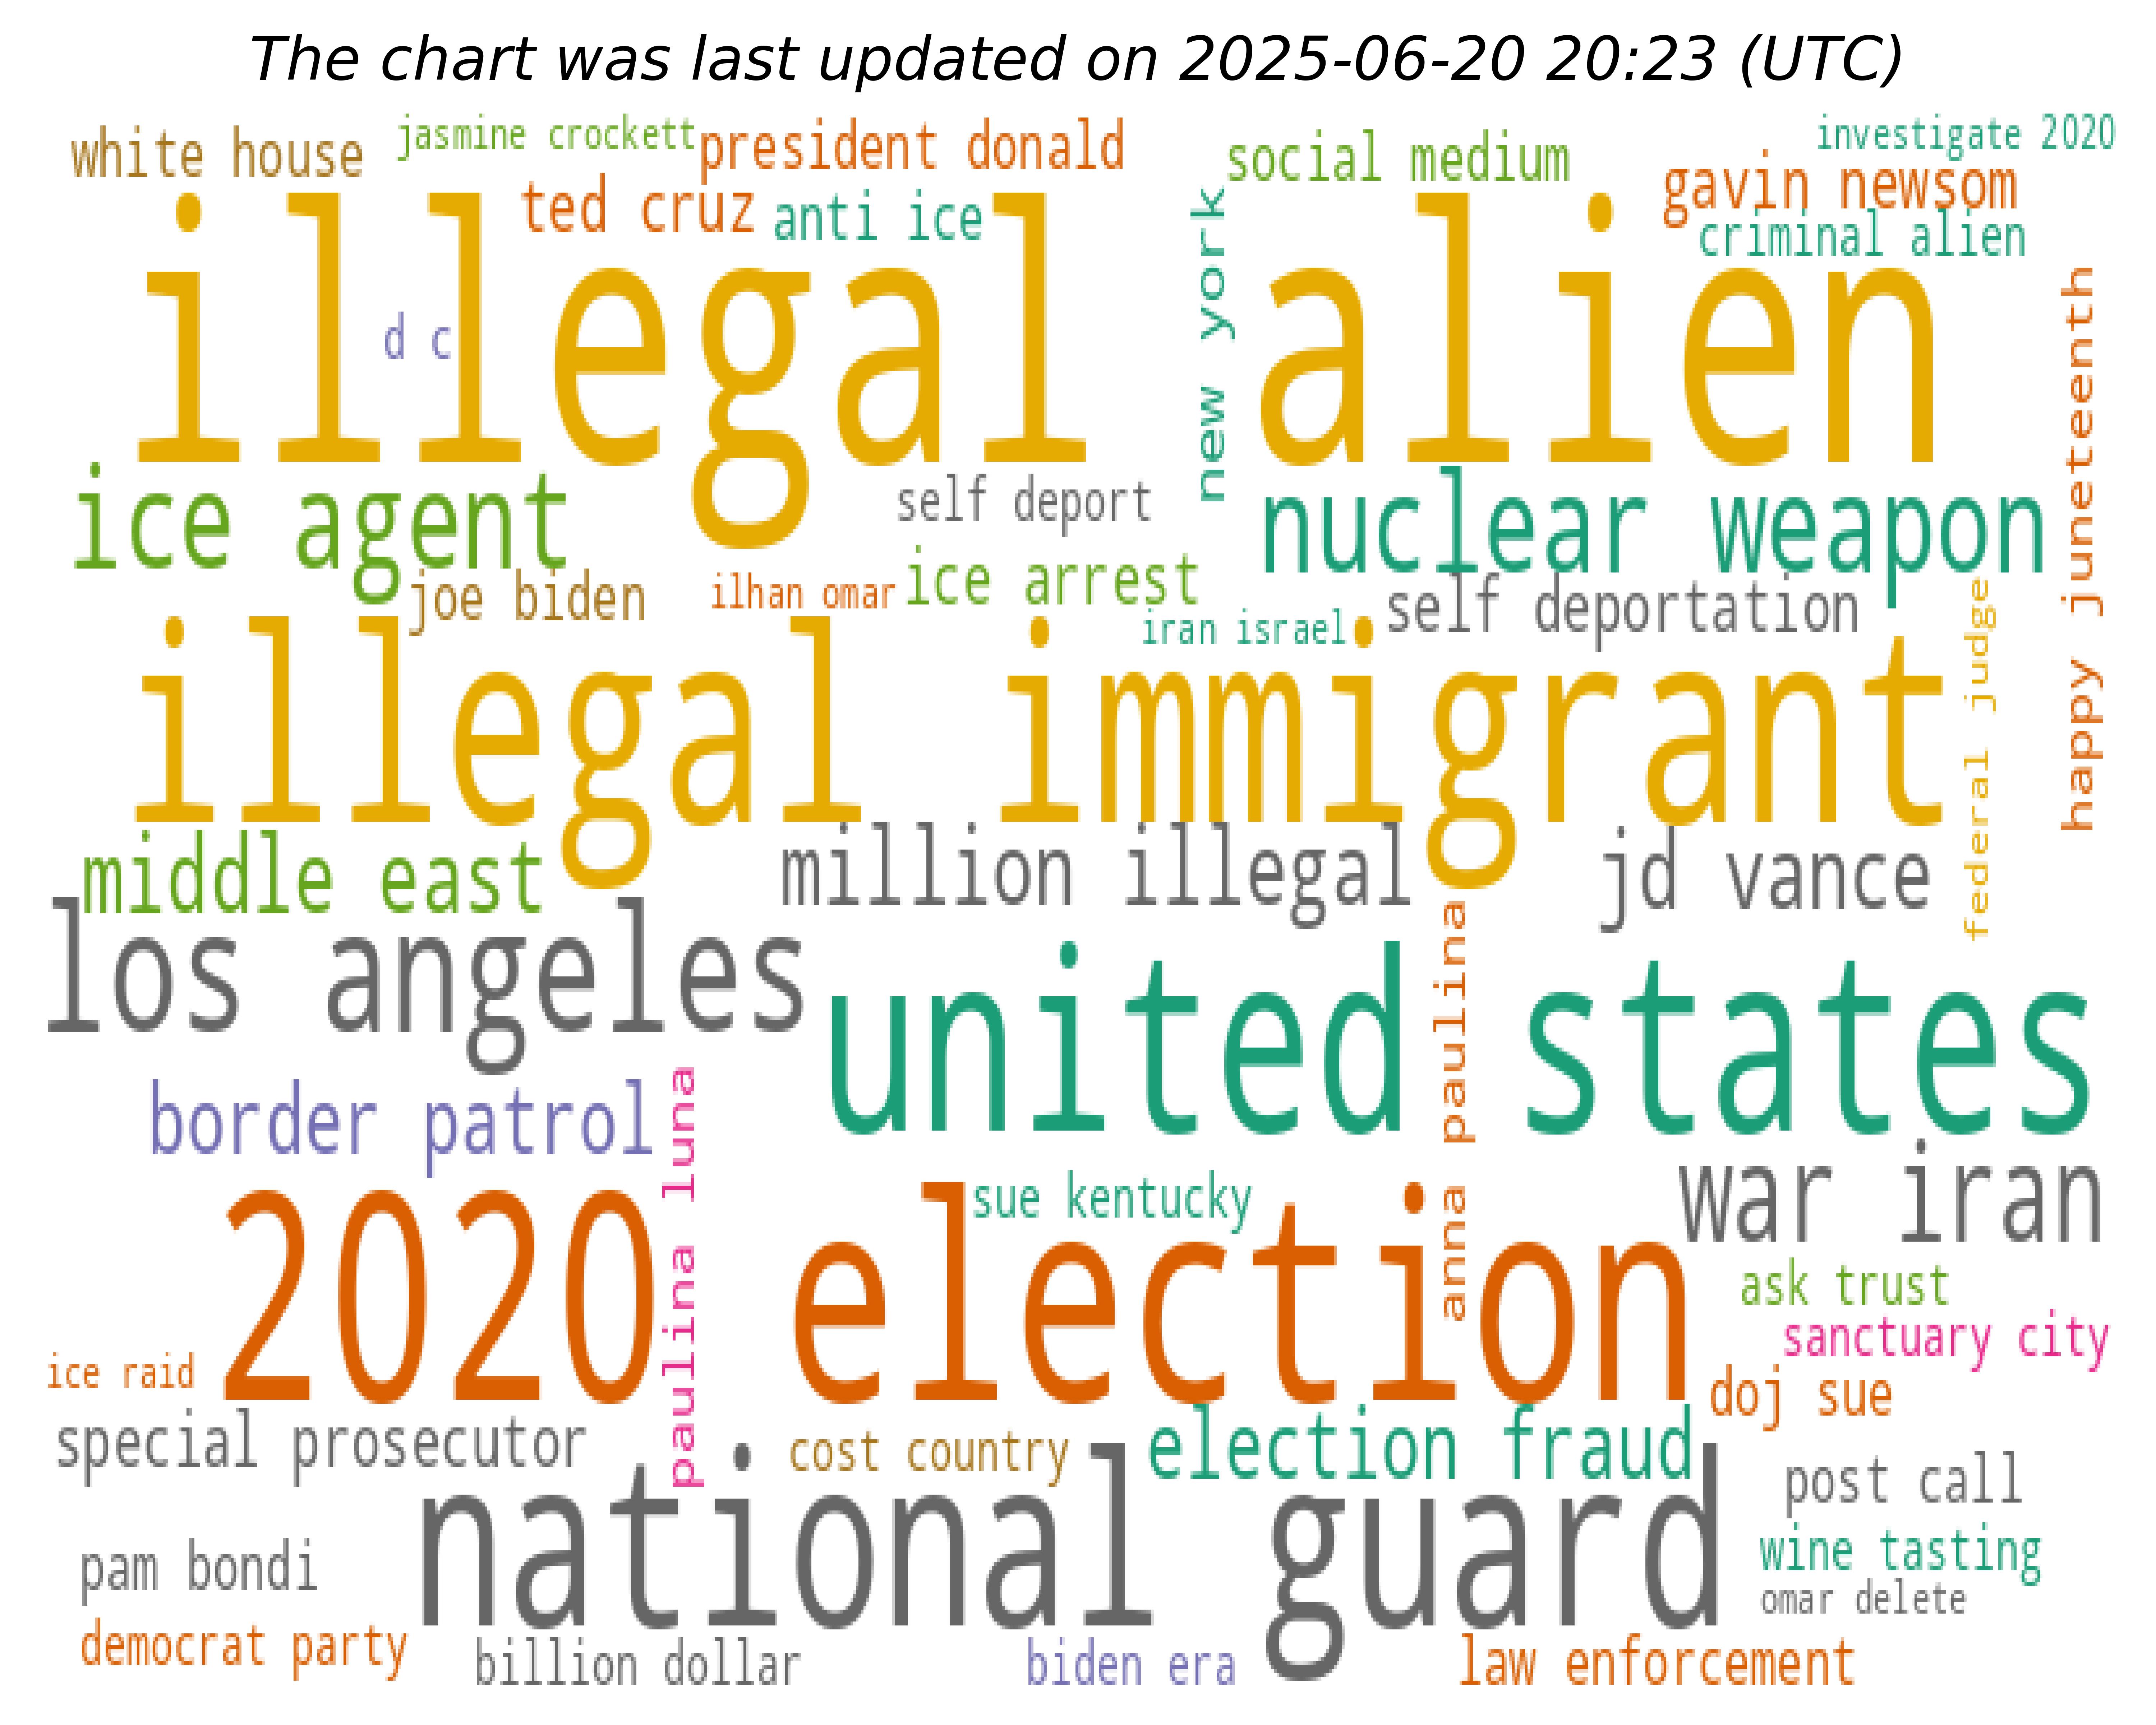 The chart was last updated on 2025-06-20 20:23 (UTC)
white house
jasmine crockett
president donald
social medium
investigate 2020
ted cruz
anti ice
gavin newsom
criminal alien
illegal alien
d c
new york
happy juneteenth
ice agent
self deport
nuclear weapon
joe biden
ilhan omar
ice arrest
iran israel
self deportation
federal judge
illegal immigrant
middle east
million illegal
jd vance
los angeles
united states
anna paulina
border patrol
paulina luna
sue kentucky
war iran
2020 election
ask trust
sanctuary city
ice raid
doj sue
special prosecutor
cost country
election fraud
post call
national guard
pam bondi
wine tasting
omar delete
democrat party
billion dollar
biden era
law enforcement